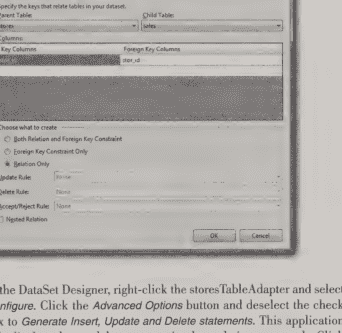 specify the keys that relate tables in your dataset.
Parent Table: Child Table:
stores sales
Columns:
Key Columns Foreign Key Columns
stor_id
Choose what to create
Both Relation and Foreign Key Constraint
Foreign Key Constraint Only
Relation Only
Update Rule: None
Delete Rule: None
Accept/Reject Rule: None
Nested Relation
OK Cancel
the DataSet Designer, right-click the storesTableAdapter and select
nfigure. Click the Advanced Options button and deselect the check
x to Generate Insert, Update and Delete statements. This application